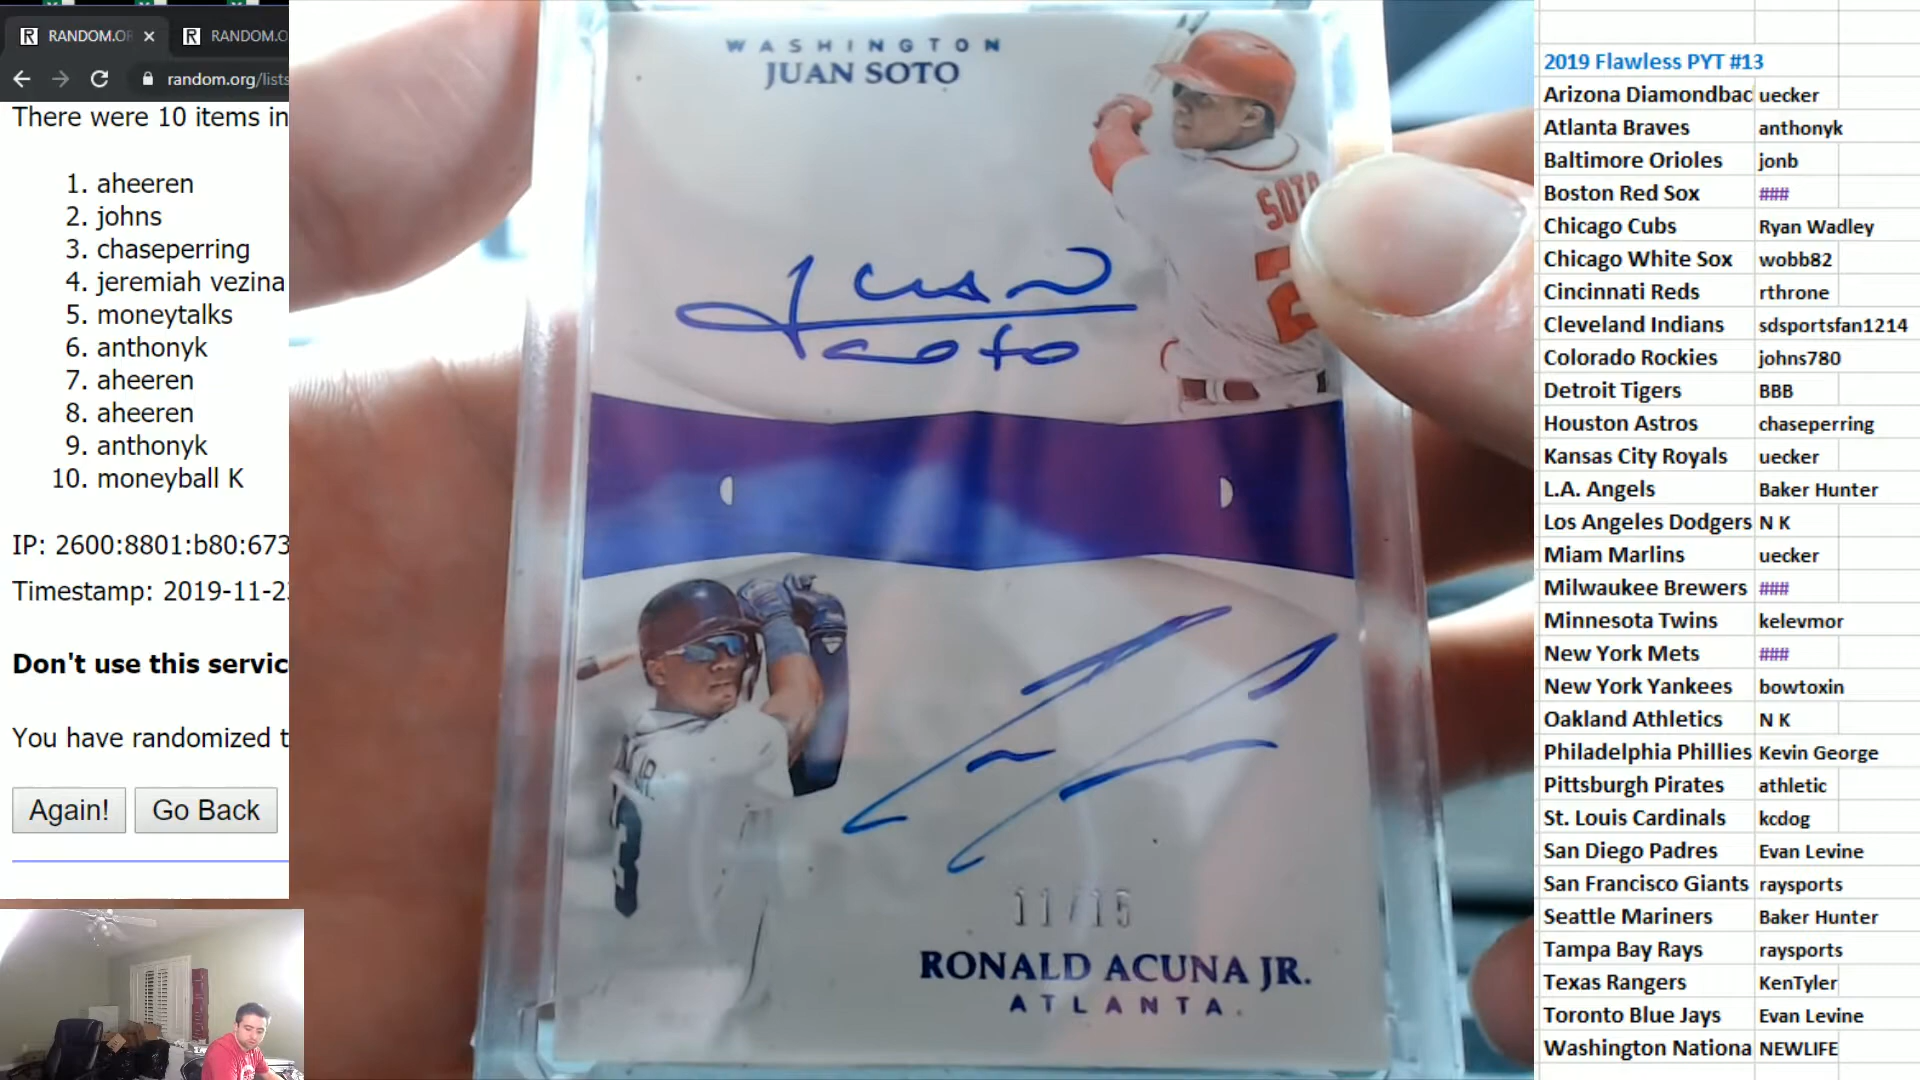 RANDOM.OR
RANDOM.O
random.org/lists
There were 10 items in
1. aheeren
2. johns
3. chaseperring
4. jeremiah vezina
5. moneytalks
6. anthonyk
7. aheeren
8. aheeren
9. anthonyk
10. moneyball K
IP: 2600:8801:b80:673
Timestamp: 2019-11-2
Don't use this servic
You have randomized t
Again! Go Back
WASHINGTON
JUAN SOTO
SOTO
Juan
Soto
11/15
RONALD ACUNA JR.
ATLANTA
2019 Flawless PYT #13
Arizona Diamondbac uecker
Atlanta Braves anthonyk
Baltimore Orioles jonb
Boston Red Sox ###
Chicago Cubs Ryan Wadley
Chicago White Sox wobb82
Cincinnati Reds rthrone
Cleveland Indians sdsportsfan1214
Colorado Rockies johns780
Detroit Tigers BBB
Houston Astros chaseperring
Kansas City Royals uecker
L.A. Angels Baker Hunter
Los Angeles Dodgers N K
Miam Marlins uecker
Milwaukee Brewers ###
Minnesota Twins kelevmor
New York Mets ###
New York Yankees bowtoxin
Oakland Athletics N K
Philadelphia Phillies Kevin George
Pittsburgh Pirates athletic
St. Louis Cardinals kcdog
San Diego Padres Evan Levine
San Francisco Giants raysports
Seattle Mariners Baker Hunter
Tampa Bay Rays raysports
Texas Rangers KenTyler
Toronto Blue Jays Evan Levine
Washington Nationa NEWLIFE